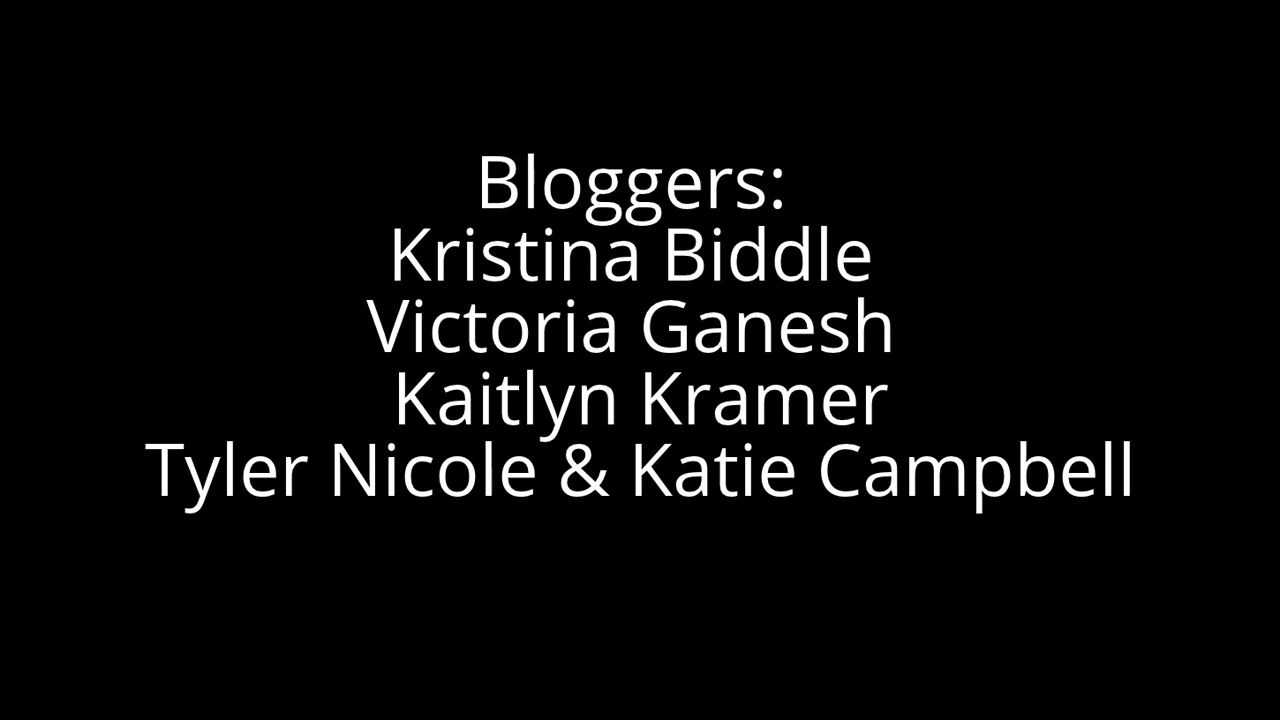 Bloggers:
Kristina Biddle
Victoria Ganesh
Kaitlyn Kramer
Tyler Nicole & Katie Campbell